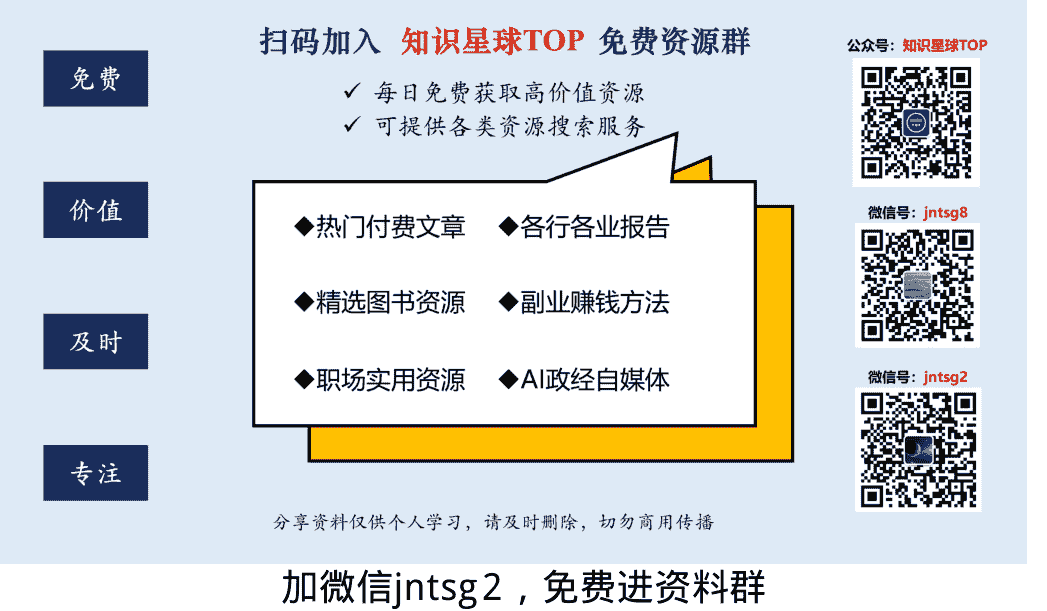 扫码加入 知识星球TOP 免费资源群
✓ 每日免费获取高价值资源
✓ 可提供各类资源搜索服务
免费
价值
及时
专注
◆热门付费文章 ◆各行各业报告
◆精选图书资源 ◆副业赚钱方法
◆职场实用资源 ◆AI政经自媒体
公众号：知识星球TOP
微信号：jntsg8
微信号：jntsg2
分享资料仅供个人学习，请及时删除，切勿商用传播
加微信jntsg2，免费进资料群